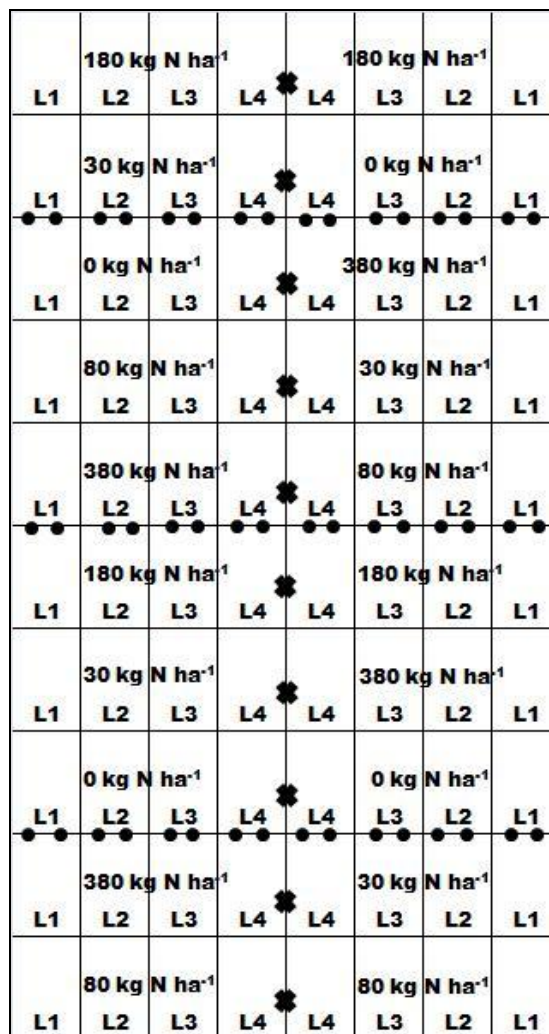 180 kg N ha⁻¹ 180 kg N ha⁻¹
L1 L2 L3 L4 L4 L3 L2 L1
30 kg N ha⁻¹ 0 kg N ha⁻¹
L1 L2 L3 L4 L4 L3 L2 L1
0 kg N ha⁻¹ 380 kg N ha⁻¹
L1 L2 L3 L4 L4 L3 L2 L1
80 kg N ha⁻¹ 30 kg N ha⁻¹
L1 L2 L3 L4 L4 L3 L2 L1
380 kg N ha⁻¹ 80 kg N ha⁻¹
L1 L2 L3 L4 L4 L3 L2 L1
180 kg N ha⁻¹ 180 kg N ha⁻¹
L1 L2 L3 L4 L4 L3 L2 L1
30 kg N ha⁻¹ 380 kg N ha⁻¹
L1 L2 L3 L4 L4 L3 L2 L1
0 kg N ha⁻¹ 0 kg N ha⁻¹
L1 L2 L3 L4 L4 L3 L2 L1
380 kg N ha⁻¹ 30 kg N ha⁻¹
L1 L2 L3 L4 L4 L3 L2 L1
80 kg N ha⁻¹ 80 kg N ha⁻¹
L1 L2 L3 L4 L4 L3 L2 L1